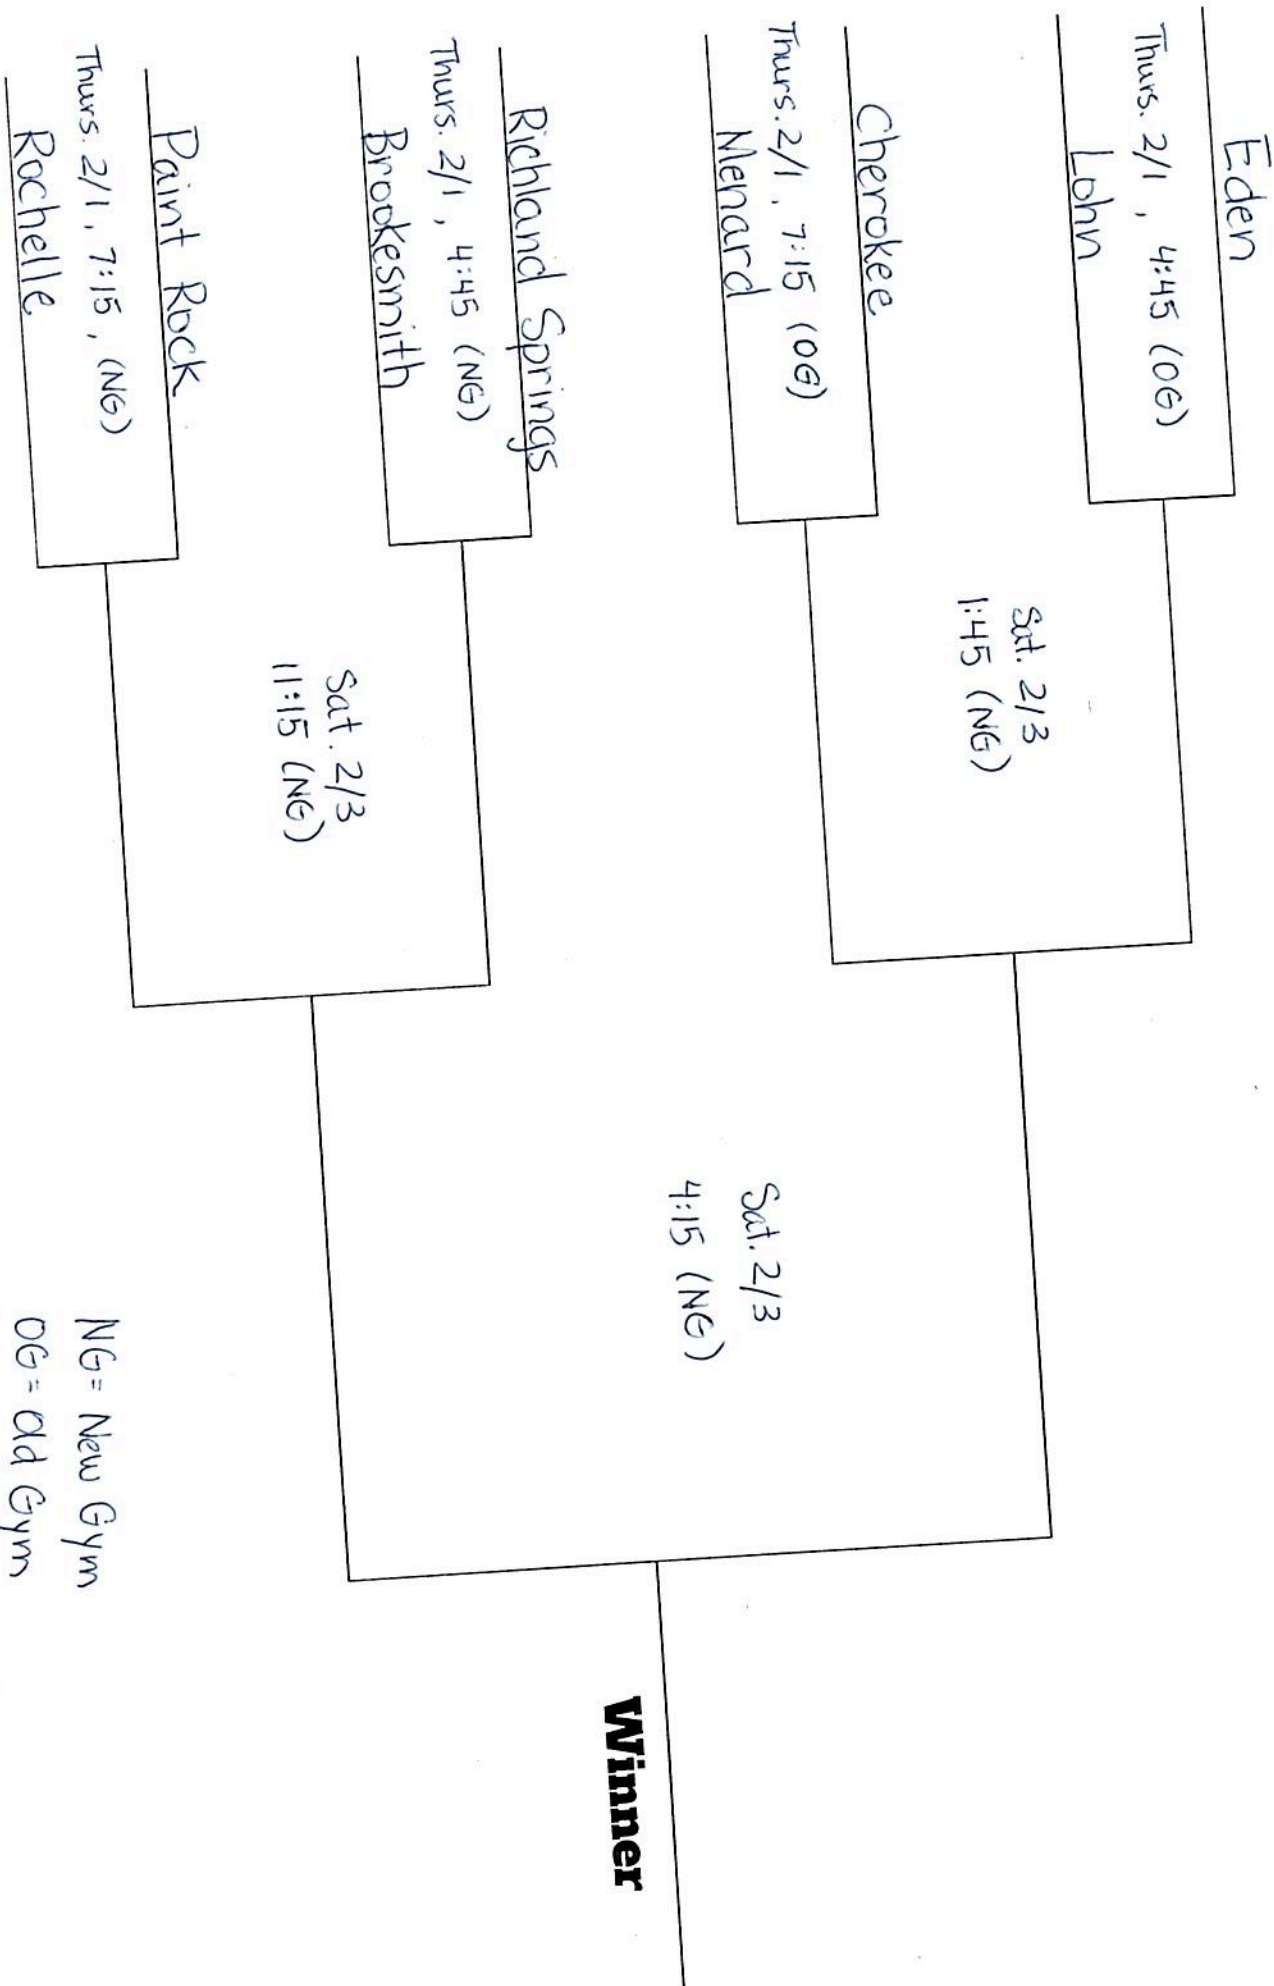 Eden
Thurs. 2/1, 4:45 (OG)
Lohn
Cherokee
Thurs. 2/1, 7:15 (OG)
Menard
Richland Springs
Thurs. 2/1, 4:45 (NG)
Brookesmith
Paint Rock
Thurs. 2/1, 7:15, (NG)
Rochelle
Sat. 2/3
1:45 (NG)
Sat. 2/3
11:15 (NG)
Sat. 2/3
4:15 (NG)
Winner
NG= New Gym
OG= Old Gym